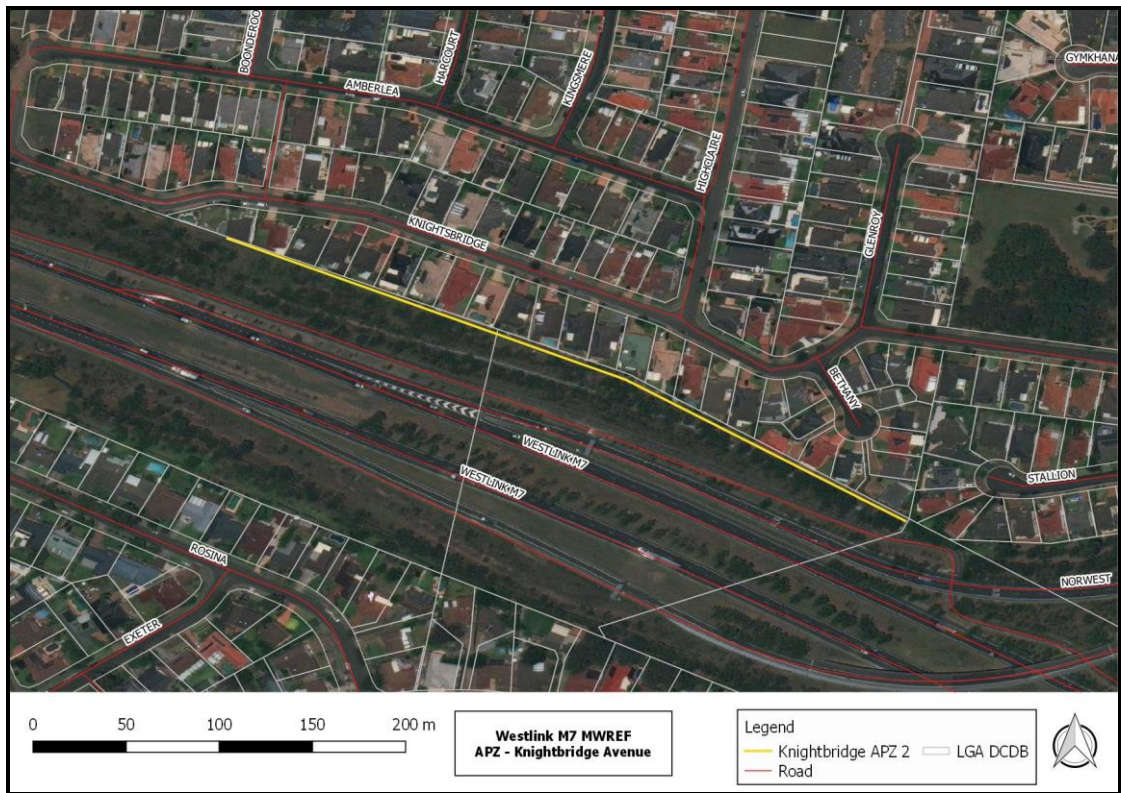 GYMKHANA
BOONDEROO
HARCOURT
AMBERLEA
KINGSMERE
HIGHCLAIRE
KNIGHTSBRIDGE
GLENROY
BETHANY
STALLION
WESTLINK M7
WESTLINK M7
ROSINA
NORWEST
EXETER
0 50 100 150 200 m
Westlink M7 MWREF
APZ - Knightbridge Avenue
Legend
Knightbridge APZ 2
LGA DCDB
Road